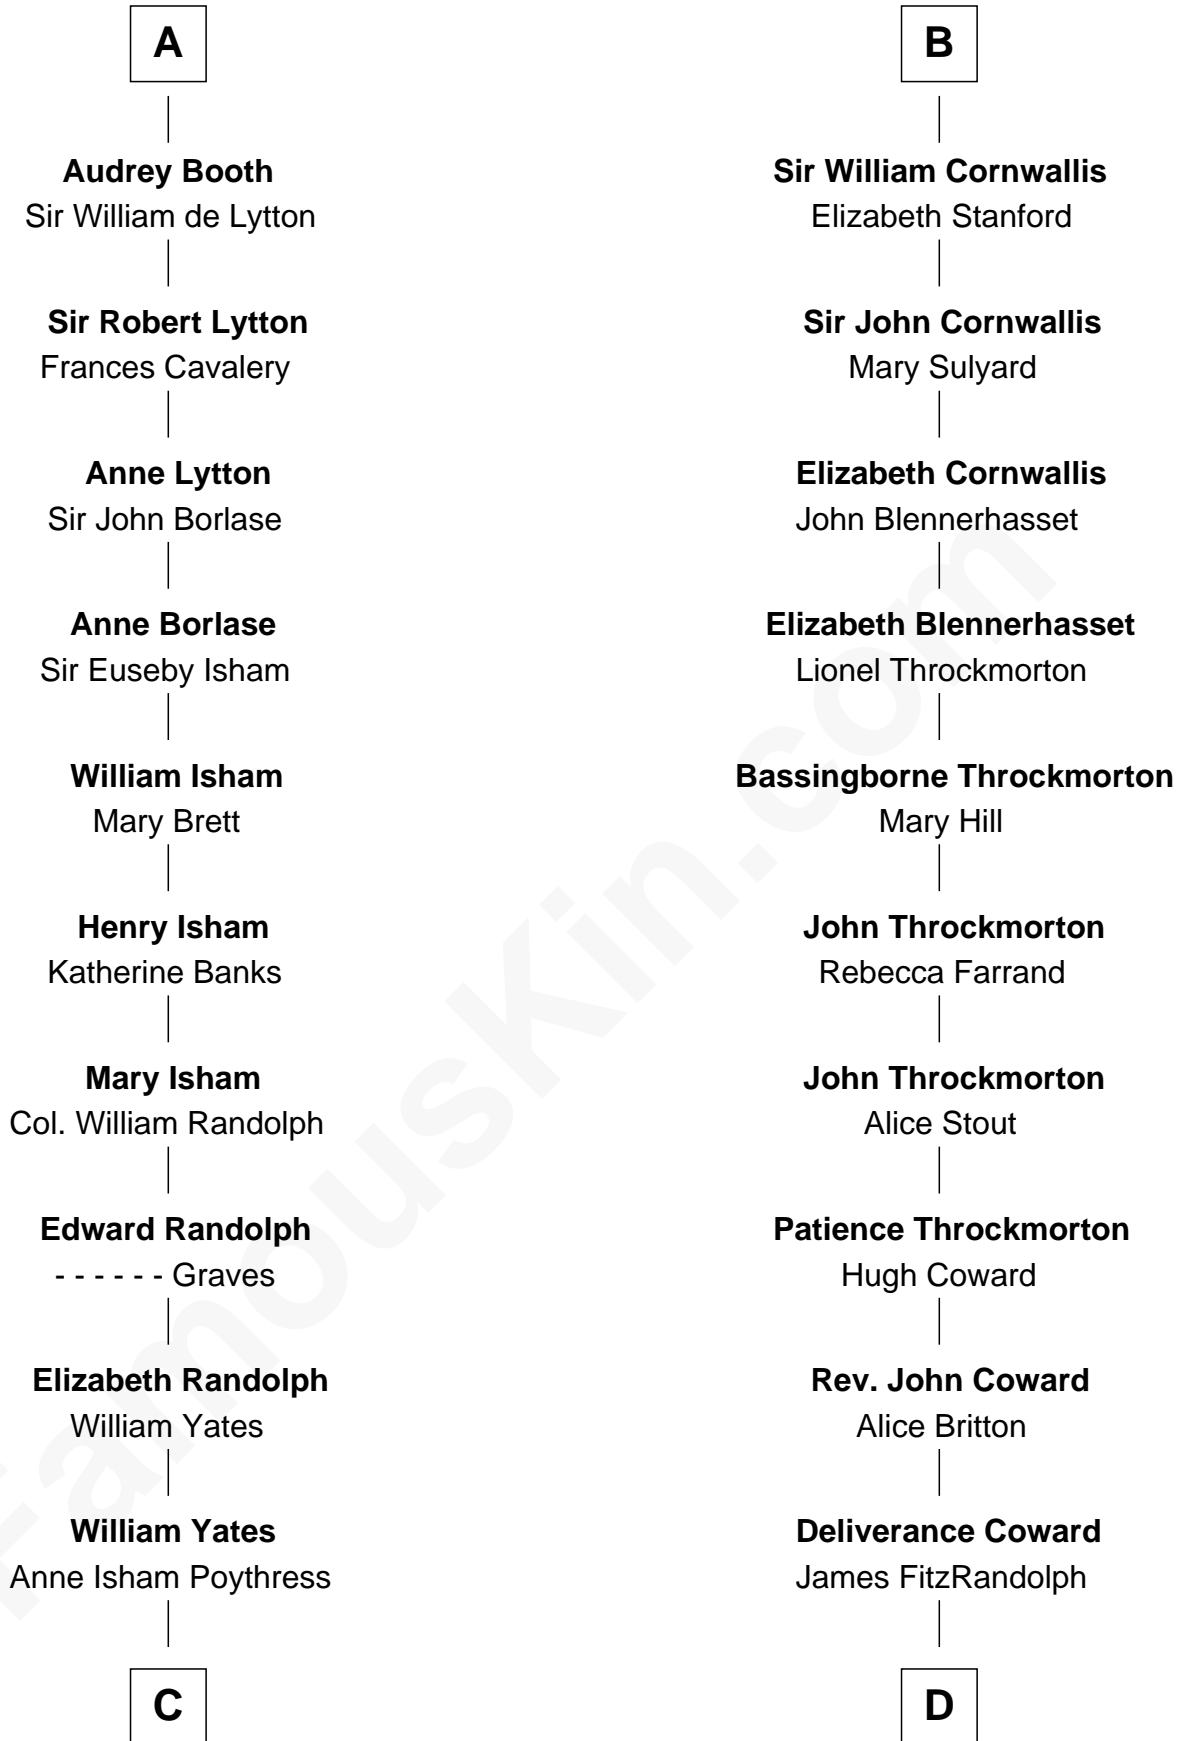 A
Audrey Booth
Sir William de Lytton
Sir Robert Lytton
Frances Cavalery
Anne Lytton
Sir John Borlase
Anne Borlase
Sir Euseby Isham
William Isham
Mary Brett
Henry Isham
Katherine Banks
Mary Isham
Col. William Randolph
Edward Randolph
- - - - - - Graves
Elizabeth Randolph
William Yates
William Yates
Anne Isham Poythress
C
B
Sir William Cornwallis
Elizabeth Stanford
Sir John Cornwallis
Mary Sulyard
Elizabeth Cornwallis
John Blennerhasset
Elizabeth Blennerhasset
Lionel Throckmorton
Bassingborne Throckmorton
Mary Hill
John Throckmorton
Rebecca Farrand
John Throckmorton
Alice Stout
Patience Throckmorton
Hugh Coward
Rev. John Coward
Alice Britton
Deliverance Coward
James FitzRandolph
D
FamousKin.com